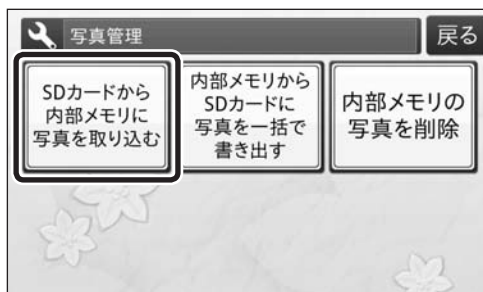 写真管理
戻る
SDカードから
内部メモリに
写真を取り込む
内部メモリから
SDカードに
写真を一括で
書き出す
内部メモリの
写真を削除